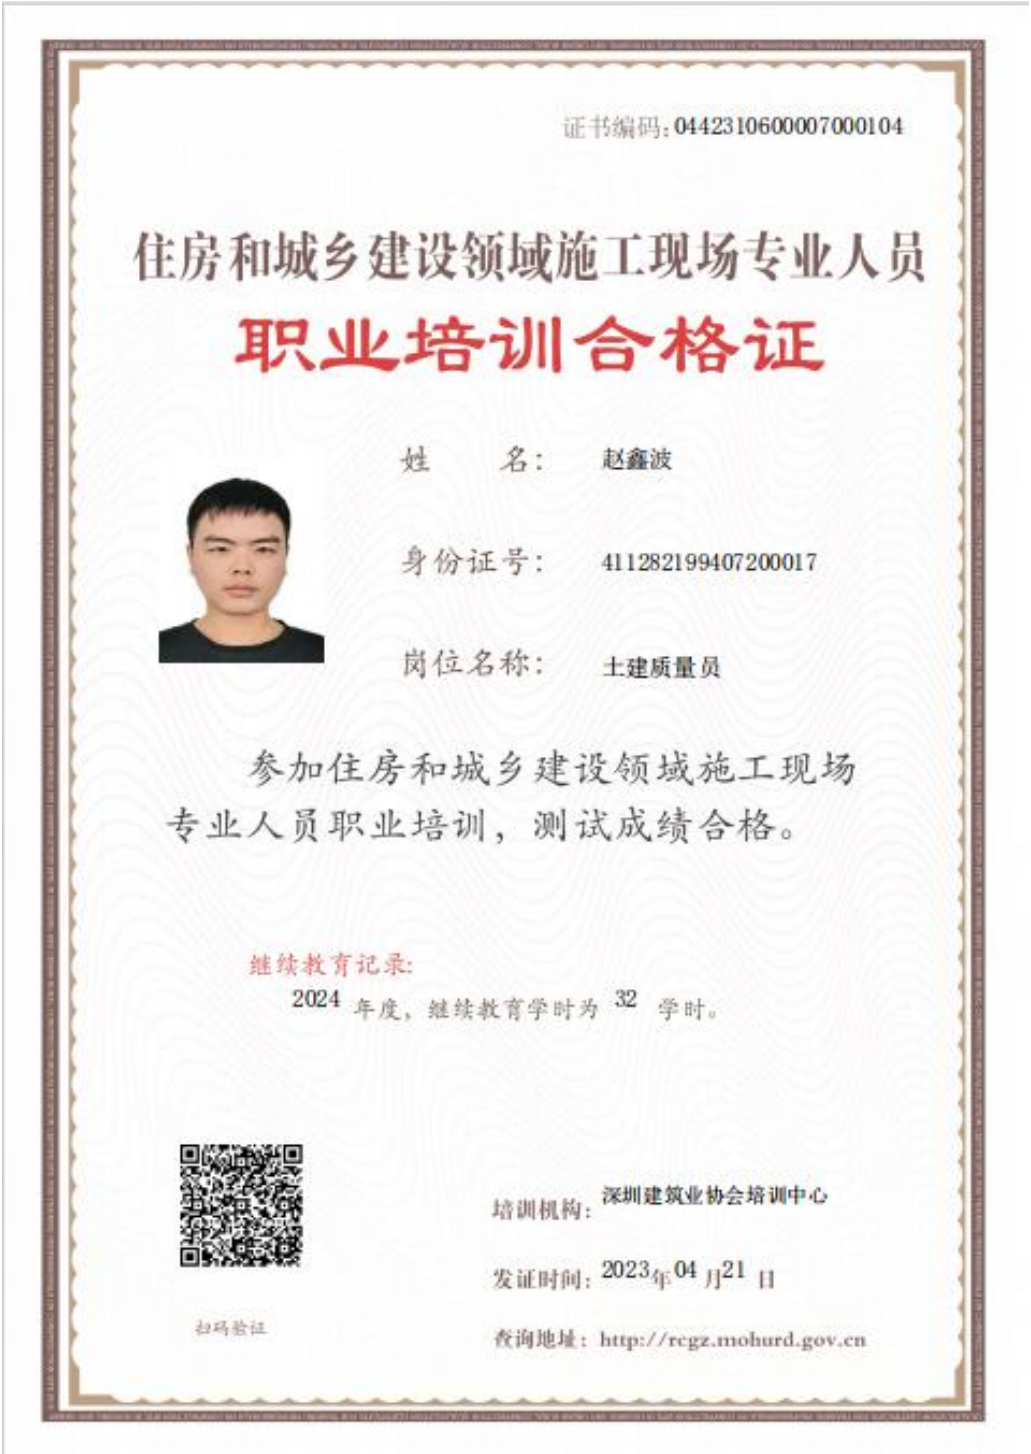 证书编码:0442310600007000104
住房和城乡建设领域施工现场专业人员
职业培训合格证
姓 名: 赵鑫波
身份证号: 411282199407200017
岗位名称: 土建质量员
参加住房和城乡建设领域施工现场
专业人员职业培训，测试成绩合格。
继续教育记录:
2024 年度，继续教育学时为 32 学时。
培训机构: 深圳建筑业协会培训中心
发证时间: 2023年04月21日
扫码验证
查询地址: http://rcgz.mohurd.gov.cn